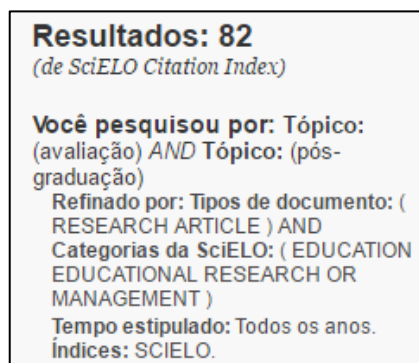 Resultados: 82
(de SciELO Citation Index)
Você pesquisou por: Tópico:
(avaliação) AND Tópico: (pós-
graduação)
Refinado por: Tipos de documento: (
RESEARCH ARTICLE ) AND
Categorias da SciELO: ( EDUCATION
EDUCATIONAL RESEARCH OR
MANAGEMENT )
Tempo estipulado: Todos os anos.
Índices: SCIELO.